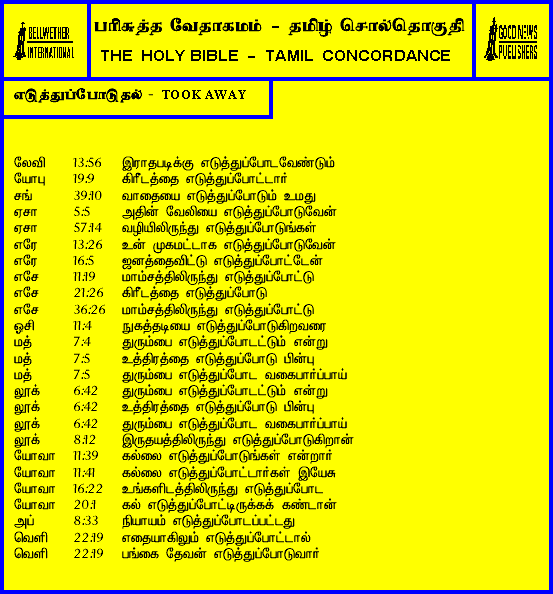 BELLWETHER INTERNATIONAL
பரிசுத்த வேதாகமம் - தமிழ் சொல்தொகுதி
THE HOLY BIBLE - TAMIL CONCORDANCE
GOOD NEWS PUBLISHERS
எடுத்துப்போடுதல் - TOOK AWAY
லேவி 13:56 இராதபடிக்கு எடுத்துப்போடவேண்டும்
யோபு 19:9 கிரீடத்தை எடுத்துப்போட்டார்
சங் 39:10 வாதையை எடுத்துப்போடும் உமது
ஏசா 5:5 அதின் வேலியை எடுத்துப்போடுவேன்
ஏசா 57:14 வழியிலிருந்து எடுத்துப்போடுங்கள்
எரே 13:26 உன் முகமட்டாக எடுத்துப்போடுவேன்
எரே 16:5 ஜனத்தைவிட்டு எடுத்துப்போட்டேன்
எசே 11:19 மாம்சத்திலிருந்து எடுத்துப்போட்டு
எசே 21:26 கிரீடத்தை எடுத்துப்போடு
எசே 36:26 மாம்சத்திலிருந்து எடுத்துப்போட்டு
ஓசி 11:4 நுகத்தடியை எடுத்துப்போடுகிறவரை
மத் 7:4 துரும்பை எடுத்துப்போடட்டும் என்று
மத் 7:5 உத்திரத்தை எடுத்துப்போடு பின்பு
மத் 7:5 துரும்பை எடுத்துப்போட வகைபார்ப்பாய்
லூக் 6:42 துரும்பை எடுத்துப்போடட்டும் என்று
லூக் 6:42 உத்திரத்தை எடுத்துப்போடு பின்பு
லூக் 6:42 துரும்பை எடுத்துப்போட வகைபார்ப்பாய்
லூக் 8:12 இருதயத்திலிருந்து எடுத்துப்போடுகிறான்
யோவா 11:39 கல்லை எடுத்துப்போடுங்கள் என்றார்
யோவா 11:41 கல்லை எடுத்துப்போட்டார்கள் இயேசு
யோவா 16:22 உங்களிடத்திலிருந்து எடுத்துப்போட
யோவா 20:1 கல் எடுத்துப்போட்டிருக்கக் கண்டான்
அப் 8:33 நியாயம் எடுத்துப்போடப்பட்டது
வெளி 22:19 எதையாகிலும் எடுத்துப்போட்டால்
வெளி 22:19 பங்கை தேவன் எடுத்துப்போடுவார்